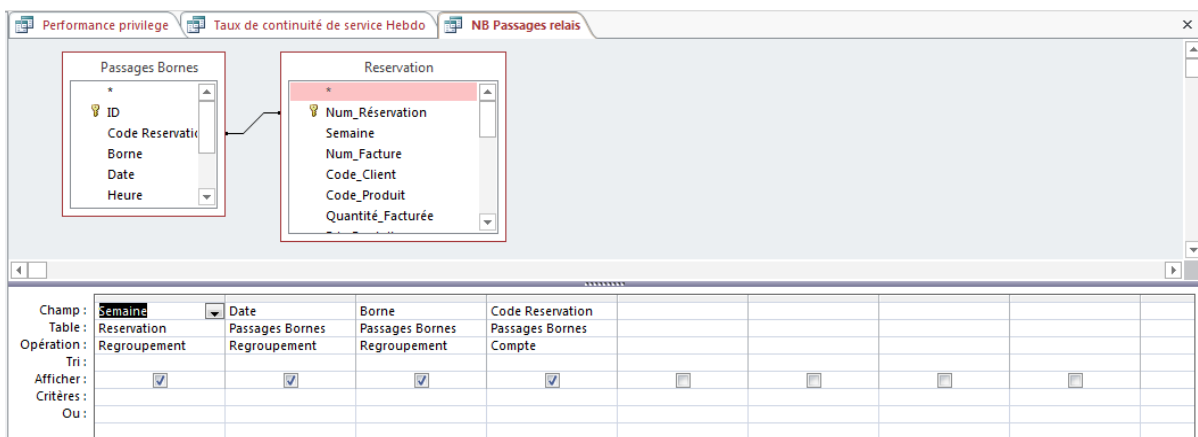 Performance privilege Taux de continuité de service Hebdo NB Passages relais
Passages Bornes
*
ID
Code Reservatio
Borne
Date
Heure
Reservation
*
Num_Réservation
Semaine
Num_Facture
Code_Client
Code_Produit
Quantité_Facturée
Champ : Semaine Date Borne Code Reservation
Table : Reservation Passages Bornes Passages Bornes Passages Bornes
Opération : Regroupement Regroupement Regroupement Compte
Tri :
Afficher :
Critères :
Ou :